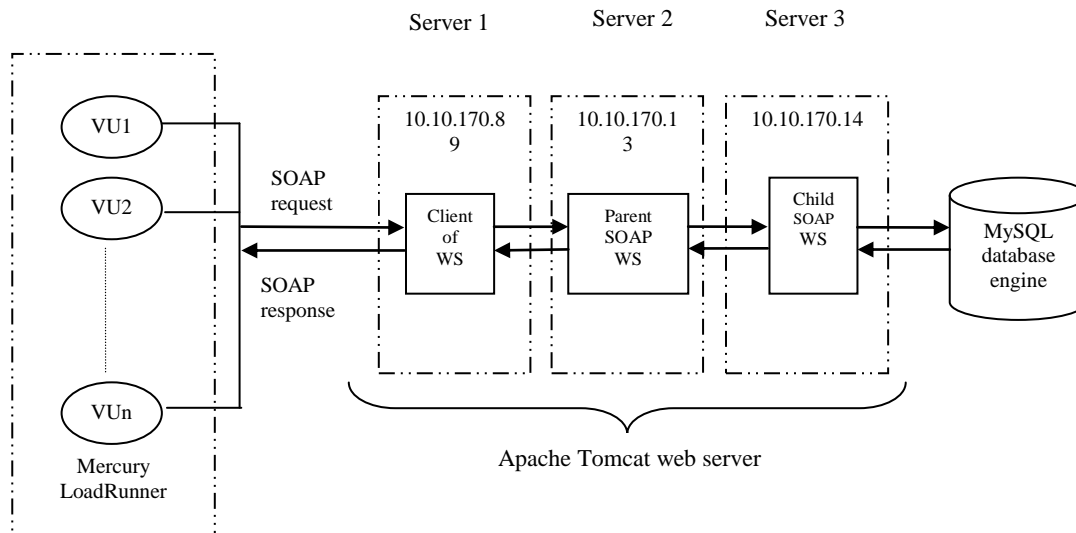 Server 1
Server 2
Server 3
10.10.170.8
9
10.10.170.1
3
10.10.170.14
VU1
VU2
VUn
Mercury
LoadRunner
SOAP
request
SOAP
response
Client
of
WS
Parent
SOAP
WS
Child
SOAP
WS
MySQL
database
engine
Apache Tomcat web server